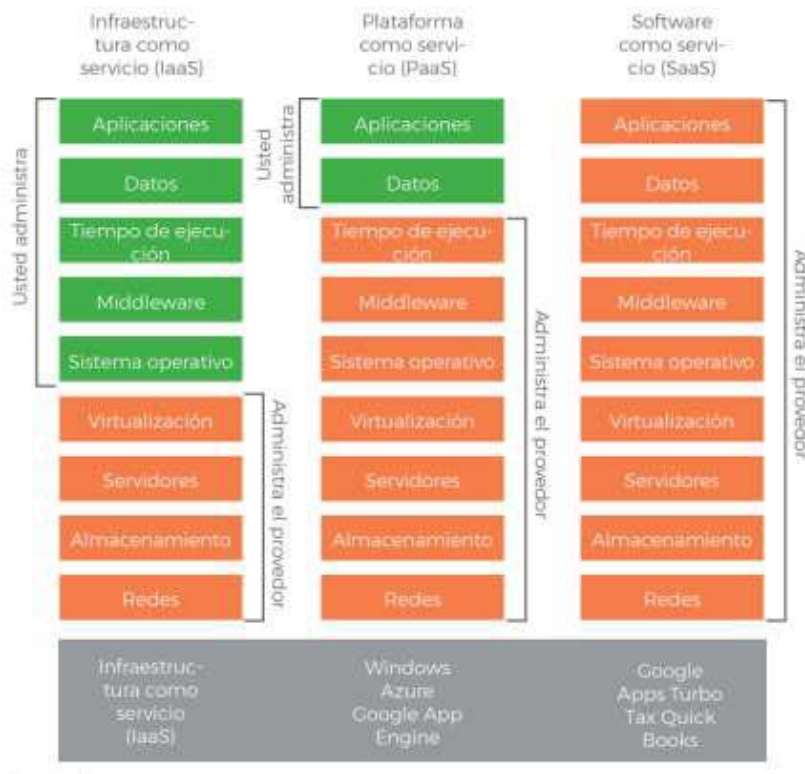 Infraestruc-
tura como
servicio (IaaS)
Plataforma
como servi-
cio (PaaS)
Software
como servi-
cio (SaaS)
Usted administra
Aplicaciones
Datos
Tiempo de ejecu-
ción
Middleware
Sistema operativo
Virtualización
Servidores
Almacenamiento
Redes
Administra el provedor
Usted
administra
Aplicaciones
Datos
Tiempo de ejecu-
ción
Middleware
Sistema operativo
Virtualización
Servidores
Almacenamiento
Redes
Administra el provedor
Aplicaciones
Datos
Tiempo de ejecu-
ción
Middleware
Sistema operativo
Virtualización
Servidores
Almacenamiento
Redes
Administra el provedor
Infraestruc-
tura como
servicio
(IaaS)
Windows
Azure
Google App
Engine
Google
Apps Turbo
Tax Quick
Books